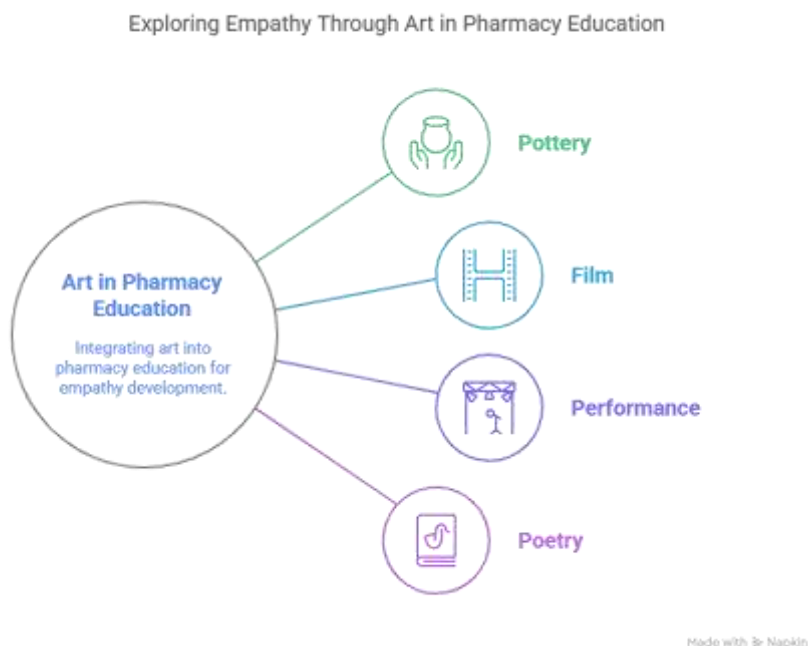 Exploring Empathy Through Art in Pharmacy Education
Pottery
Art in Pharmacy
Education
Integrating art into
pharmacy education for
empathy development.
Film
Performance
Poetry
Made with Napkin